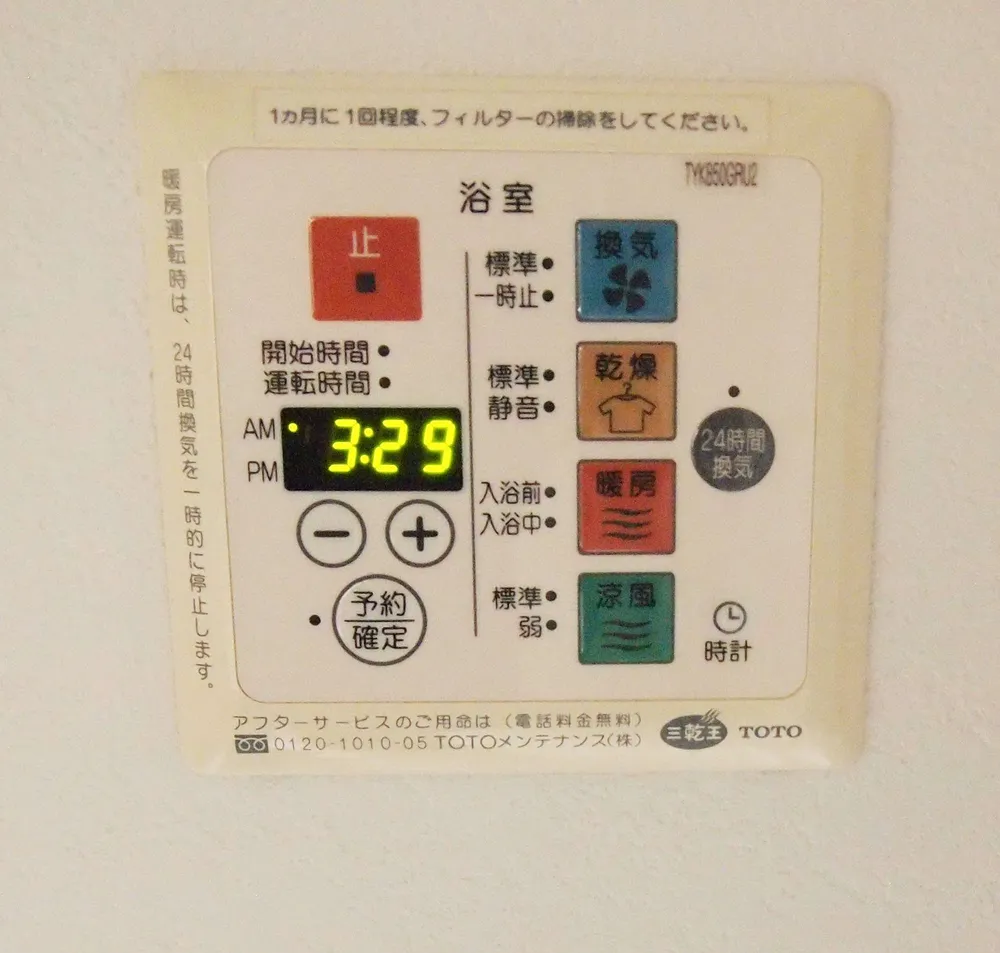 1ヵ月に1回程度、フィルターの掃除をしてください。
暖房運転時は、24時間換気を一時的に停止します。
TYKB50GRU2
浴室
止
開始時間
運転時間
AM
PM
3:29
予約
確定
標準
一時止
換気
標準
静音
乾燥
入浴前
入浴中
暖房
標準
弱
涼風
24時間
換気
時計
アフターサービスのご用命は（電話料金無料）
0120-1010-05 TOTOメンテナンス(株)
三乾王
TOTO